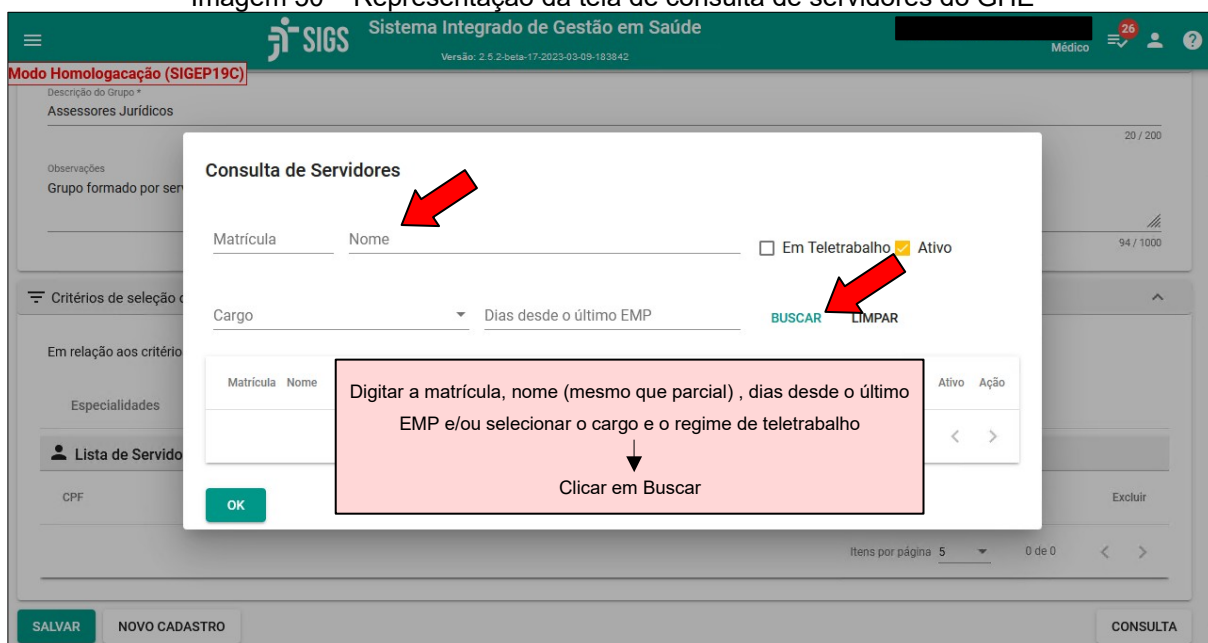 Imagem 50 – Representação da tela de consulta de servidores do GHE
SIGS Sistema Integrado de Gestão em Saúde
Versão: 2.5.2-beta-17-2023-03-09-183842
Médico
26
Modo Homologacação (SIGEP19C)
Descrição do Grupo *
Assessores Jurídicos
20 / 200
Observações
Grupo formado por ser
94 / 1000
Consulta de Servidores
Matrícula Nome Em Teletrabalho Ativo
Cargo Dias desde o último EMP BUSCAR LIMPAR
Critérios de seleção
Em relação aos critério
Especialidades
Matrícula Nome Ativo Ação
Digitar a matrícula, nome (mesmo que parcial) , dias desde o último
EMP e/ou selecionar o cargo e o regime de teletrabalho
Clicar em Buscar
Lista de Servido
OK
CPF Excluir
Itens por página 5 0 de 0
SALVAR NOVO CADASTRO CONSULTA